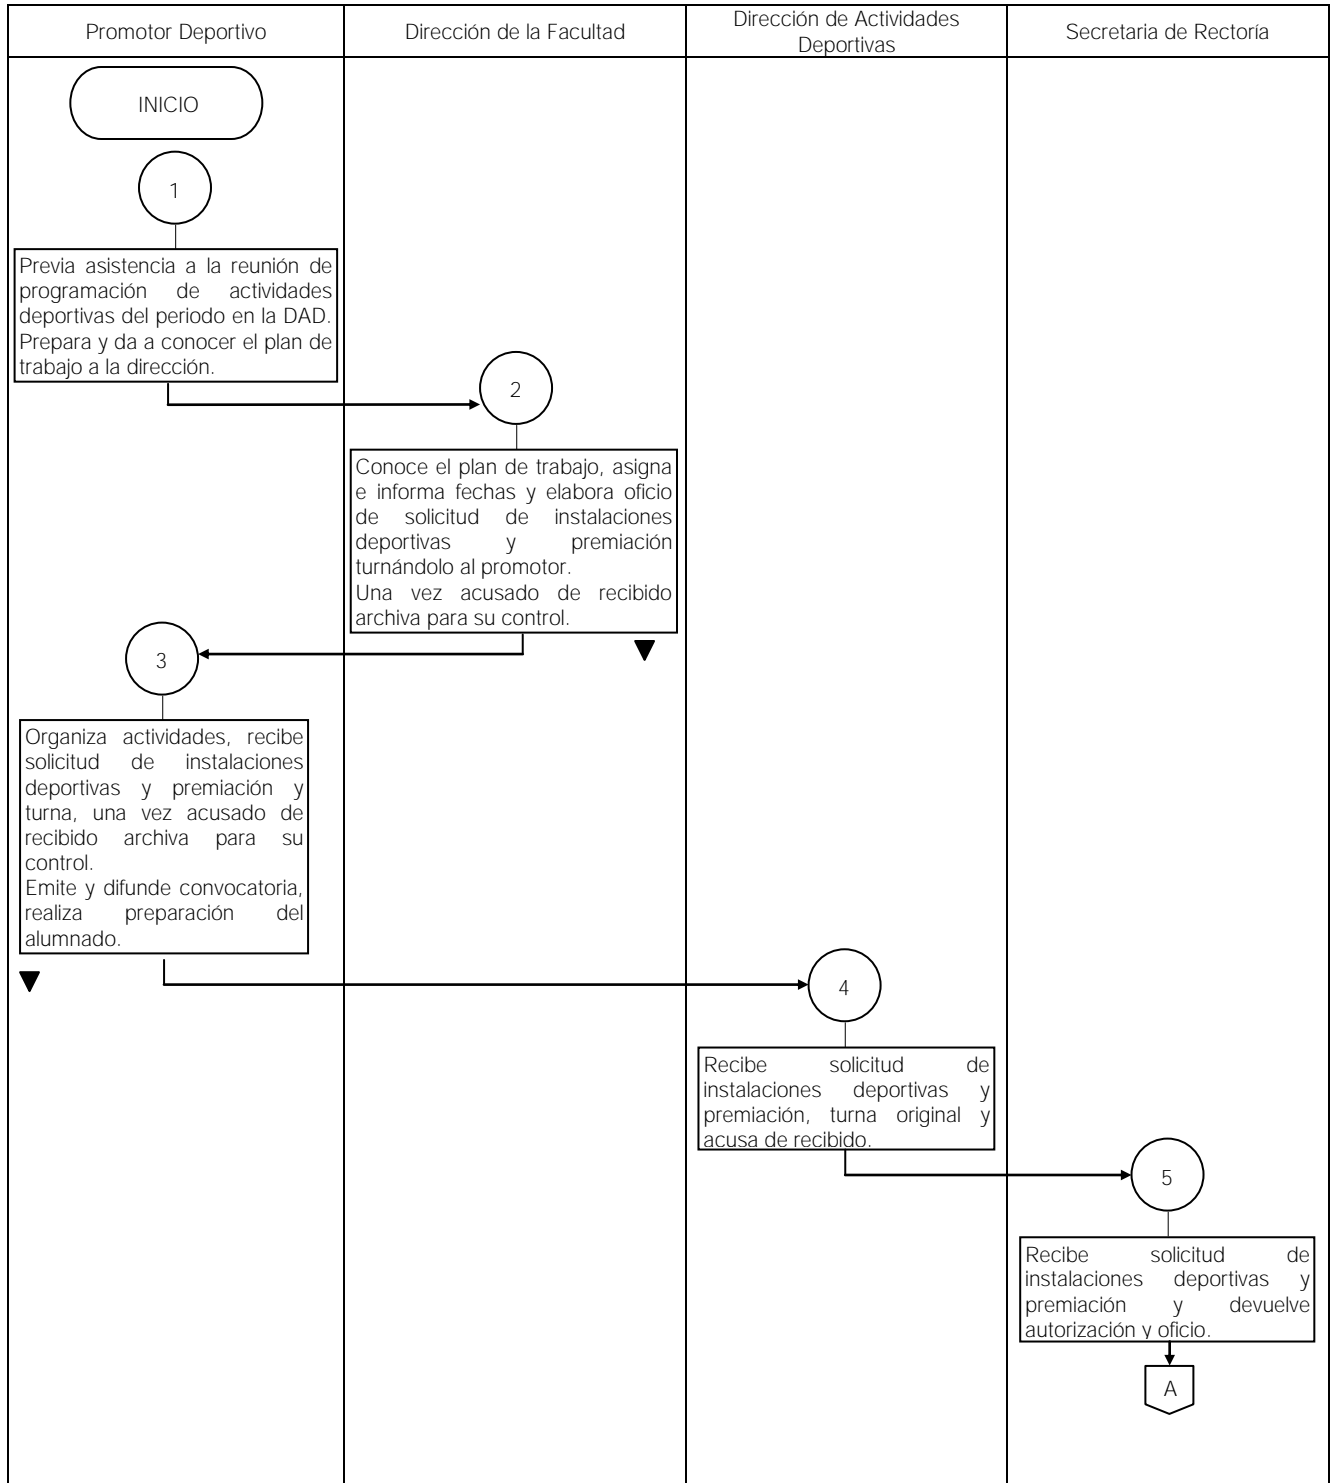 Promotor Deportivo
Dirección de la Facultad
Dirección de Actividades
Deportivas
Secretaria de Rectoría
INICIO
1
Previa asistencia a la reunión de
programación de actividades
deportivas del periodo en la DAD.
Prepara y da a conocer el plan de
trabajo a la dirección.
2
Conoce el plan de trabajo, asigna
e informa fechas y elabora oficio
de solicitud de instalaciones
deportivas y premiación
turnándolo al promotor.
Una vez acusado de recibido
archiva para su control.
3
Organiza actividades, recibe
solicitud de instalaciones
deportivas y premiación y
turna, una vez acusado de
recibido archiva para su
control.
Emite y difunde convocatoria,
realiza preparación del
alumnado.
4
Recibe solicitud de
instalaciones deportivas y
premiación, turna original y
acusa de recibido.
5
Recibe solicitud de
instalaciones deportivas y
premiación y devuelve
autorización y oficio.
A